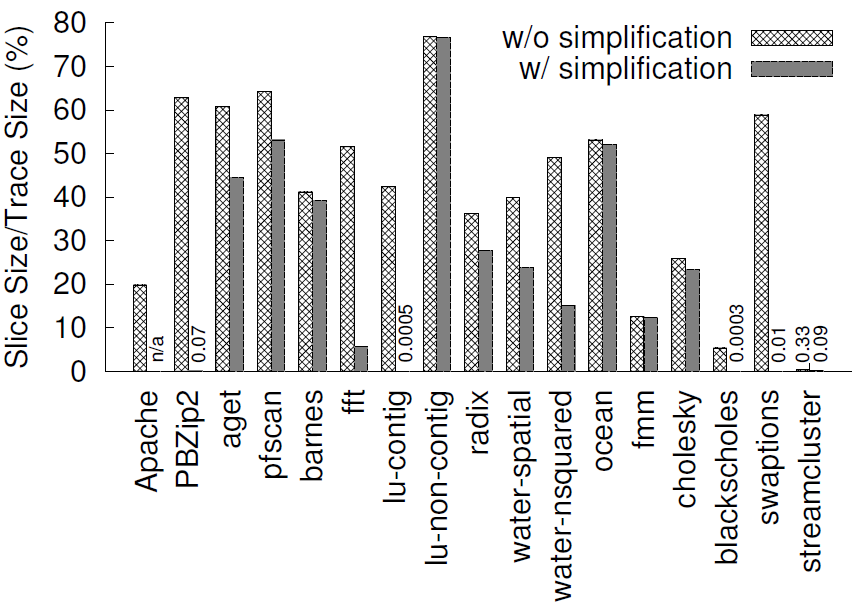 Slice Size/Trace Size (%)
80
70
60
50
40
30
20
10
0
w/o simplification
w/ simplification
n/a
0.07
0.0005
0.0003
0.01
0.33
0.09
Apache
PBZip2
aget
pfscan
barnes
fft
lu-contig
lu-non-contig
radix
water-spatial
water-nsquared
ocean
fmm
cholesky
blackscholes
swaptions
streamcluster